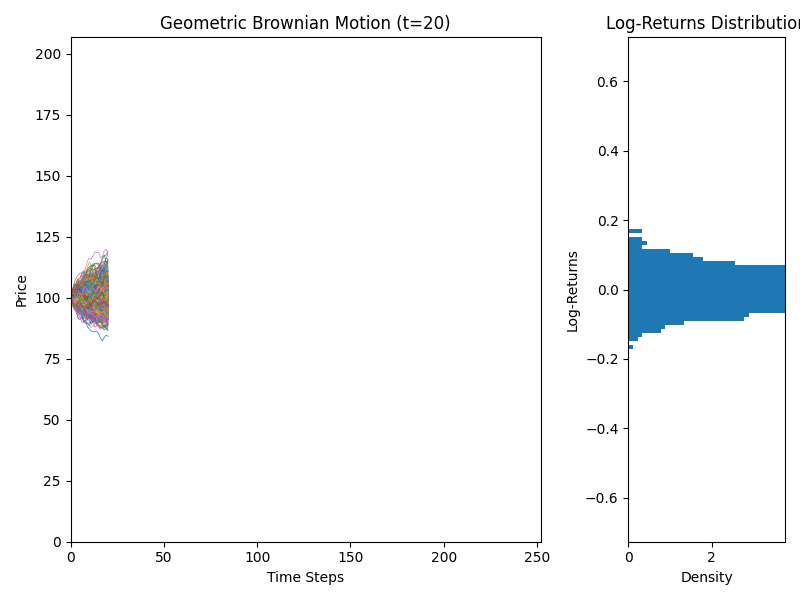 Geometric Brownian Motion (t=20)
Log-Returns Distribution
200
175
150
125
100
75
50
25
0
Price
0 50 100 150 200 250
Time Steps
0.6
0.4
0.2
0.0
−0.2
−0.4
−0.6
Log-Returns
0 2
Density